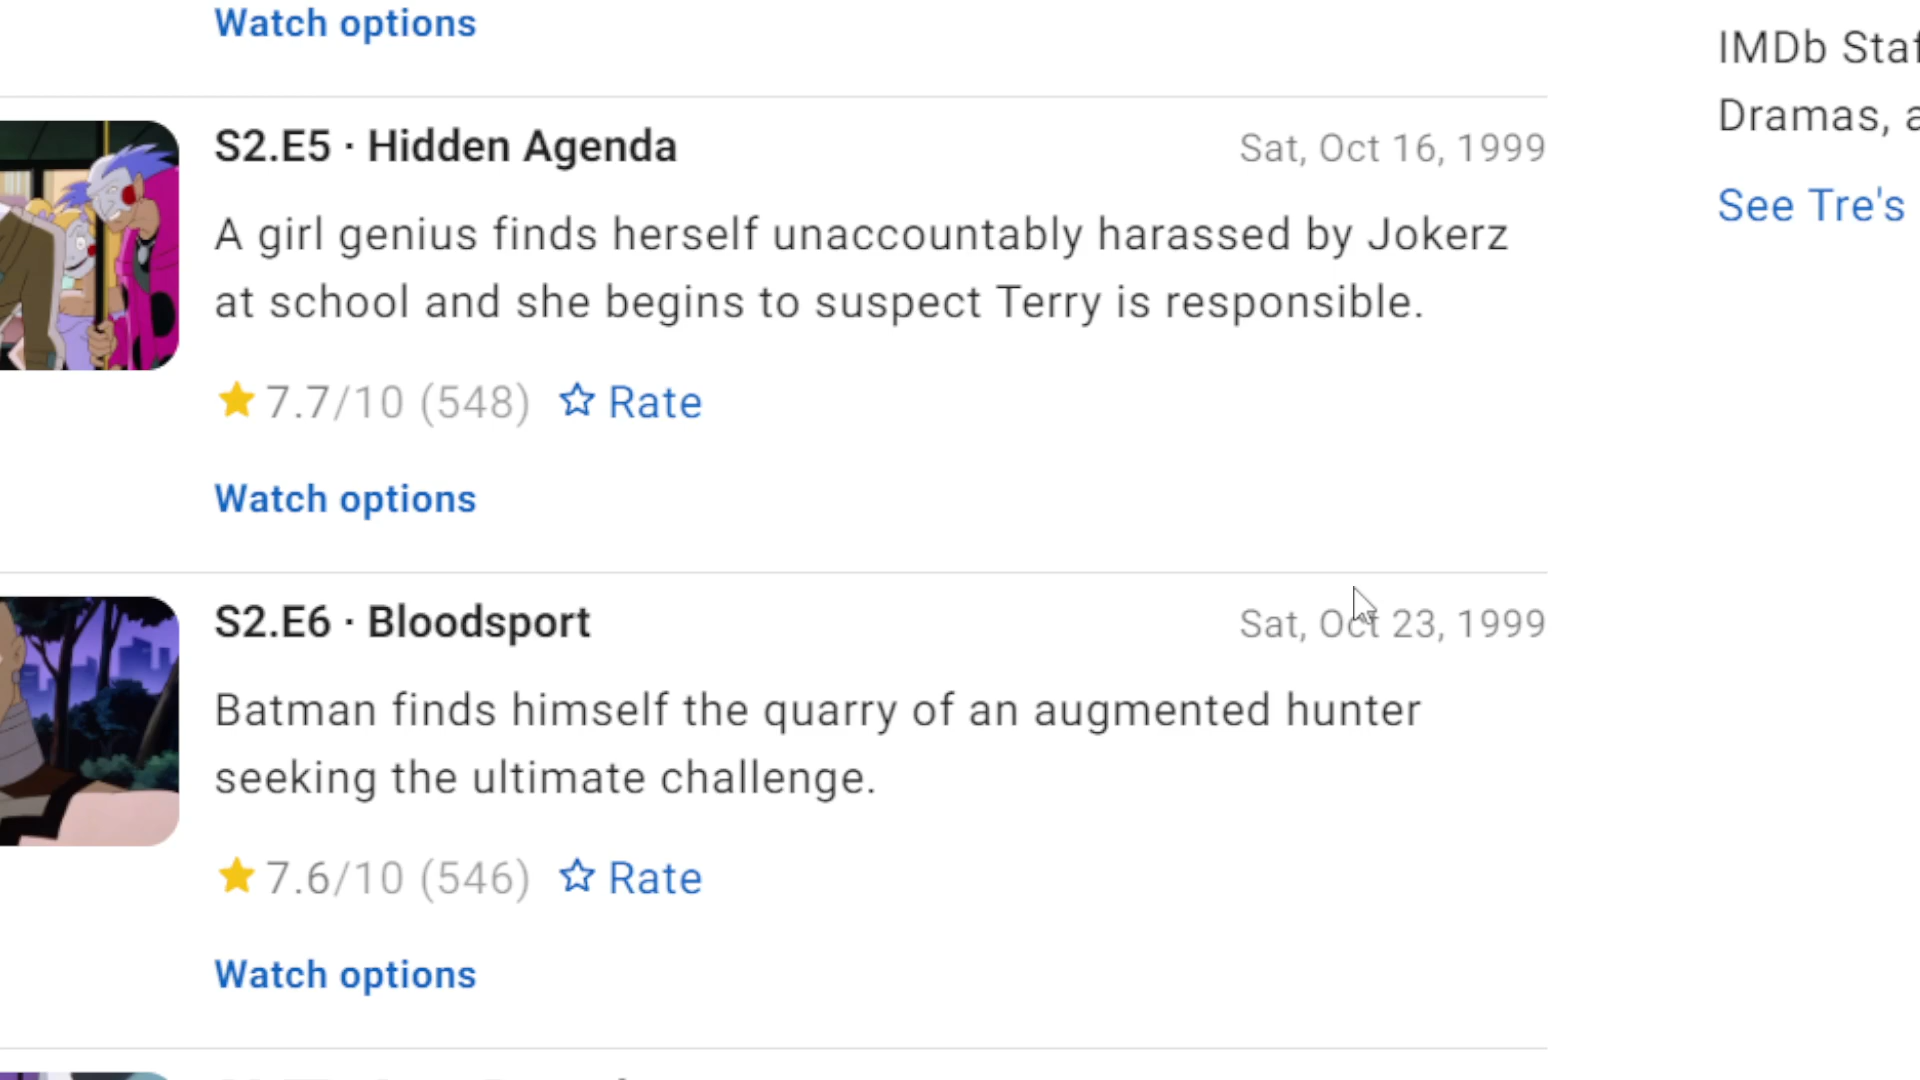 Watch options
IMDb
Dramas,
See Tre's
S2.E5 · Hidden Agenda
Sat, Oct 16, 1999
A girl genius finds herself unaccountably harassed by Jokerz
at school and she begins to suspect Terry is responsible.
7.7/10 (548) Rate
Watch options
S2.E6 · Bloodsport
Sat, Oct 23, 1999
Batman finds himself the quarry of an augmented hunter
seeking the ultimate challenge.
7.6/10 (546) Rate
Watch options